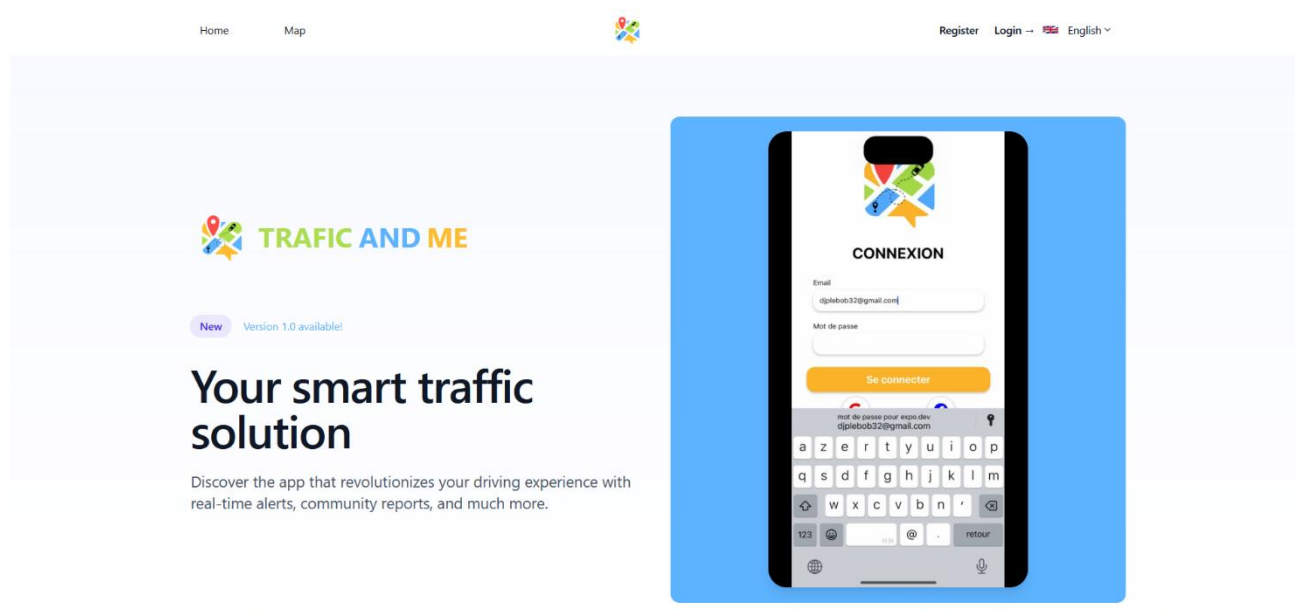 Home
Map
Register
Login →
English
TRAFIC AND ME
New
Version 1.0 available!
Your smart traffic
solution
Discover the app that revolutionizes your driving experience with
real-time alerts, community reports, and much more.
CONNEXION
Email
djplebob32@gmail.com
Mot de passe
Se connecter
mot de passe pour expo.dev
djplebob32@gmail.com
a z e r t y u i o p
q s d f g h j k l m
w x c v b n ′
123 @ . retour